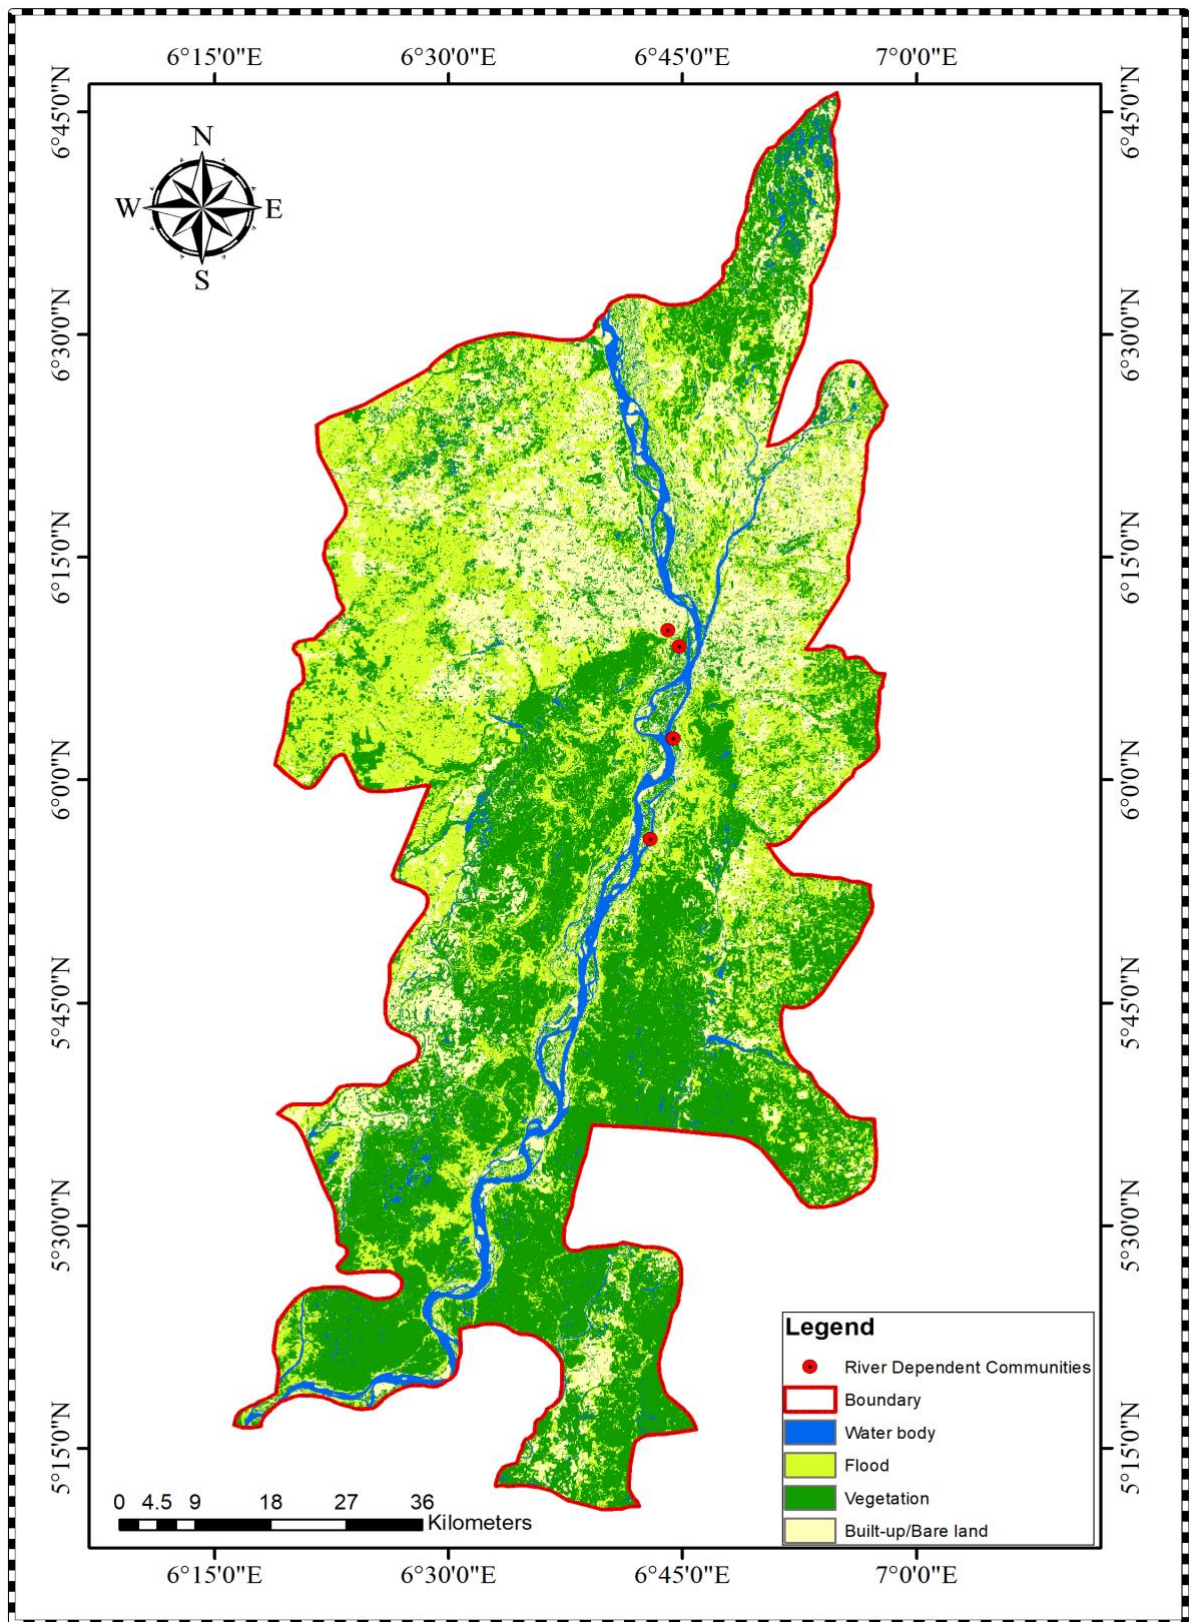 6°15'0"E 6°30'0"E 6°45'0"E 7°0'0"E
6°45'0"N 6°45'0"N
N
W E
S
6°30'0"N 6°30'0"N
6°15'0"N 6°15'0"N
6°0'0"N 6°0'0"N
5°45'0"N 5°45'0"N
5°30'0"N 5°30'0"N
Legend
River Dependent Communities
Boundary
Water body
Flood
Vegetation
Built-up/Bare land
5°15'0"N 5°15'0"N
0 4.5 9 18 27 36
Kilometers
6°15'0"E 6°30'0"E 6°45'0"E 7°0'0"E